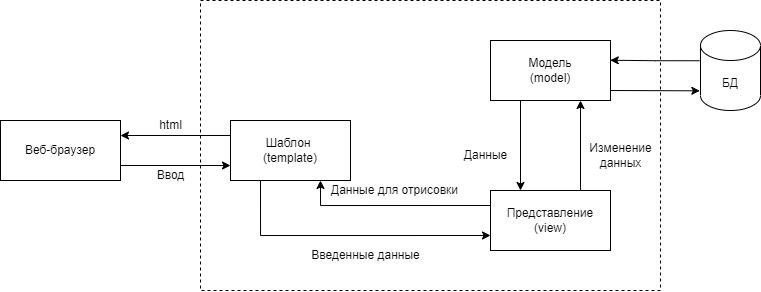 Модель
(model)
БД
html
Шаблон
(template)
Веб-браузер
Ввод
Данные
Изменение
данных
Данные для отрисовки
Представление
(view)
Введенные данные